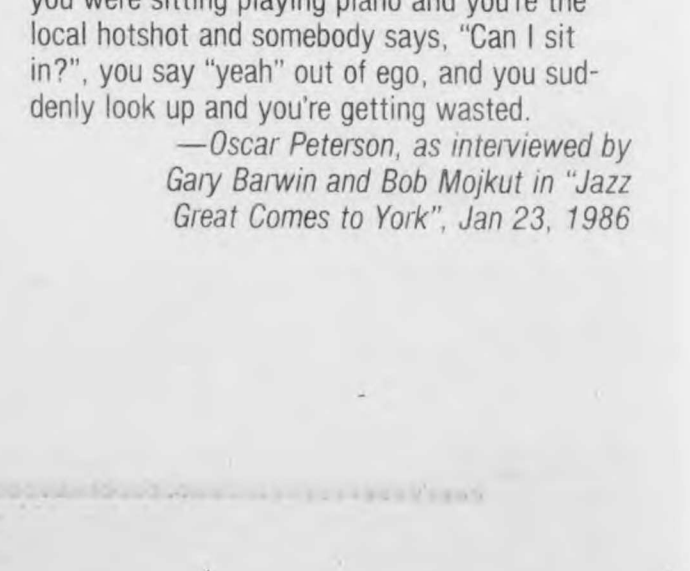 you were sitting playing piano and you're the
local hotshot and somebody says, "Can I sit
in?", you say "yeah" out of ego, and you sud-
denly look up and you're getting wasted.
—Oscar Peterson, as interviewed by
Gary Barwin and Bob Mojkut in "Jazz
Great Comes to York", Jan 23, 1986